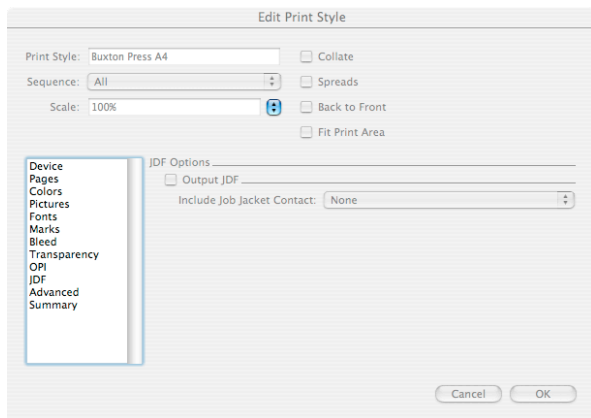 Edit Print Style
Print Style: Buxton Press A4
Collate
Sequence: All
Spreads
Scale: 100%
Back to Front
Fit Print Area
Device
Pages
Colors
Pictures
Fonts
Marks
Bleed
Transparency
OPI
JDF
Advanced
Summary
JDF Options
Output JDF
Include Job Jacket Contact: None
Cancel
OK